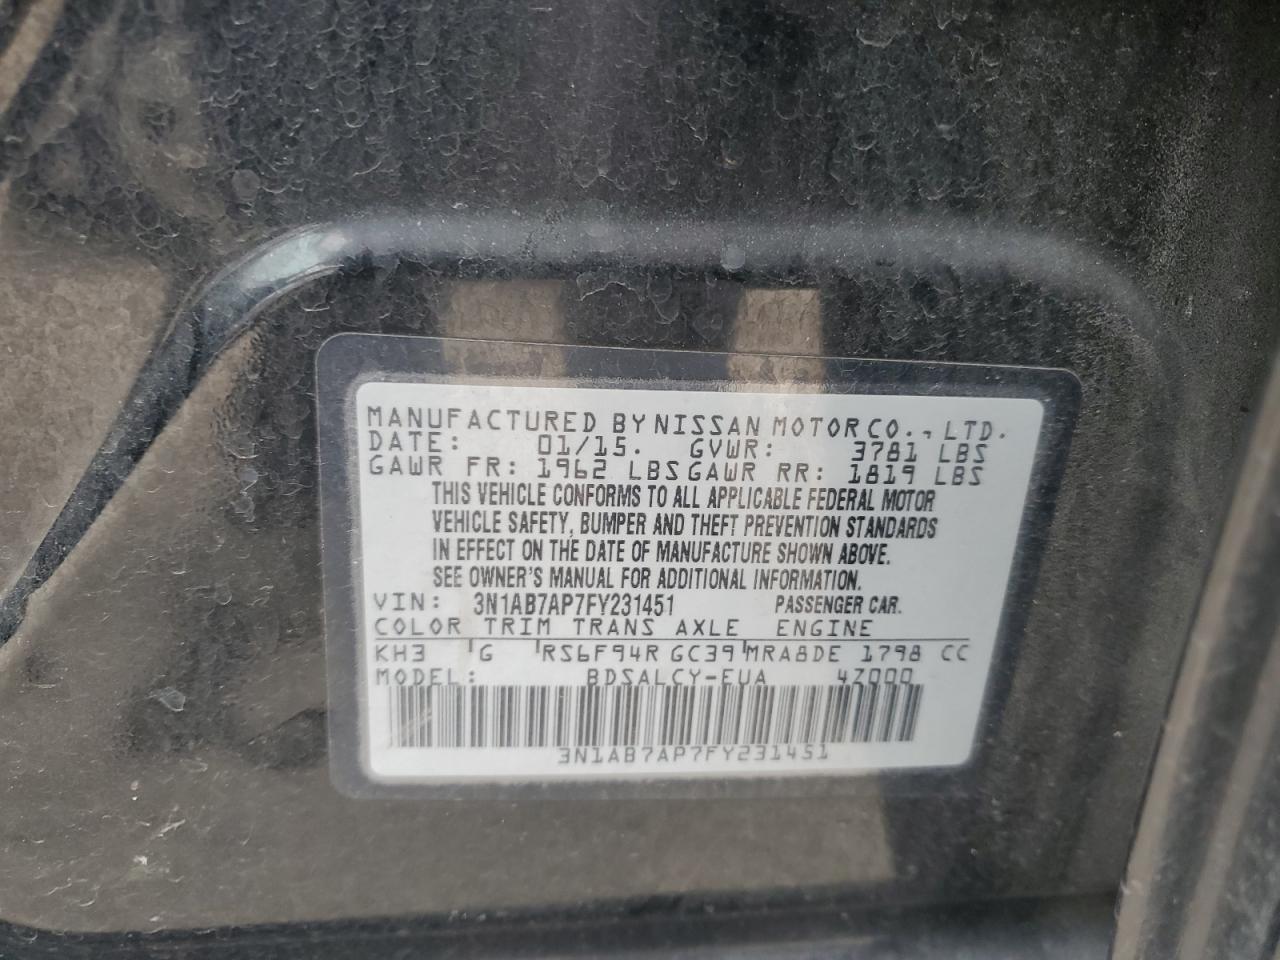 MANUFACTURED BY NISSAN MOTOR CO., LTD.
DATE: 01/15. GVWR: 3781 LBS
GAWR FR: 1962 LBS GAWR RR: 1819 LBS
THIS VEHICLE CONFORMS TO ALL APPLICABLE FEDERAL MOTOR
VEHICLE SAFETY, BUMPER AND THEFT PREVENTION STANDARDS
IN EFFECT ON THE DATE OF MANUFACTURE SHOWN ABOVE.
SEE OWNER'S MANUAL FOR ADDITIONAL INFORMATION.
VIN: 3N1AB7AP7FY231451 PASSENGER CAR.
COLOR TRIM TRANS AXLE ENGINE
KH3 G RS6F94R GC39 MRA8DE 1798 CC
MODEL: BDSALCY-EUA 4Z000
3N1AB7AP7FY231451